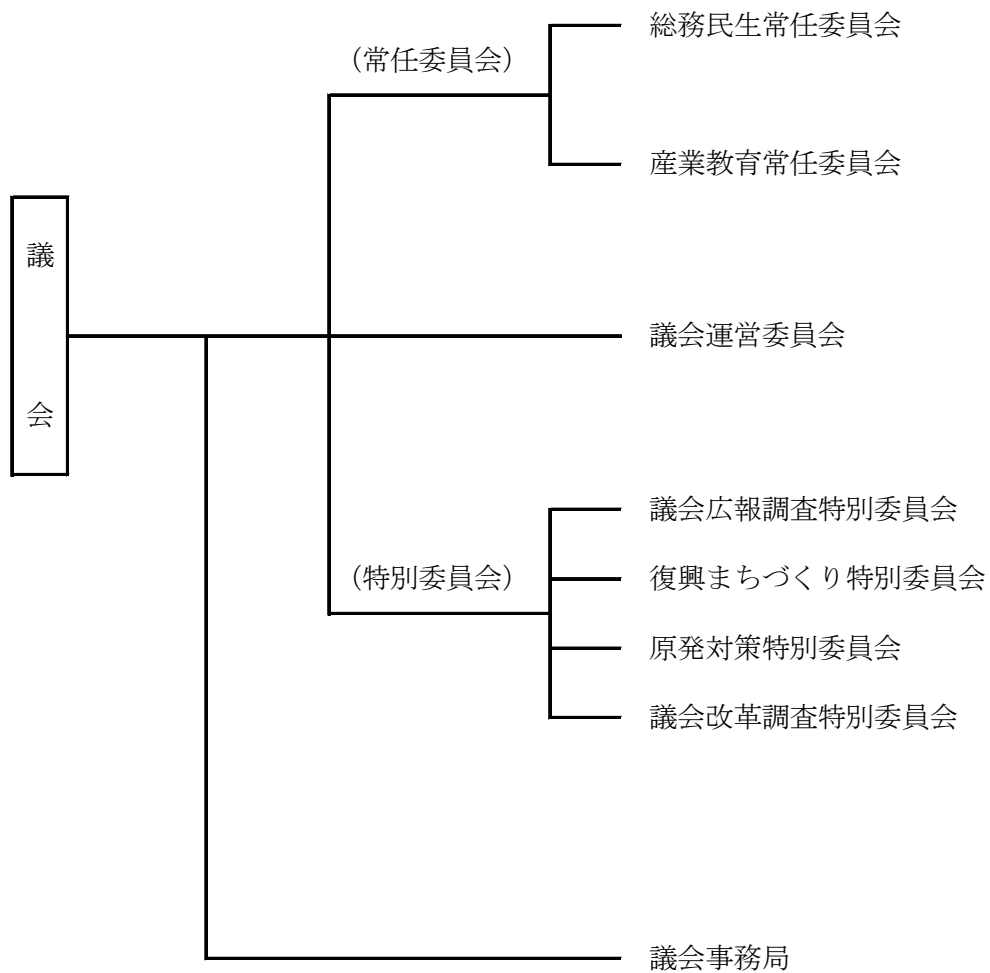 総務民生常任委員会
（常任委員会）
産業教育常任委員会
議会
議会運営委員会
議会広報調査特別委員会
（特別委員会）
復興まちづくり特別委員会
原発対策特別委員会
議会改革調査特別委員会
議会事務局